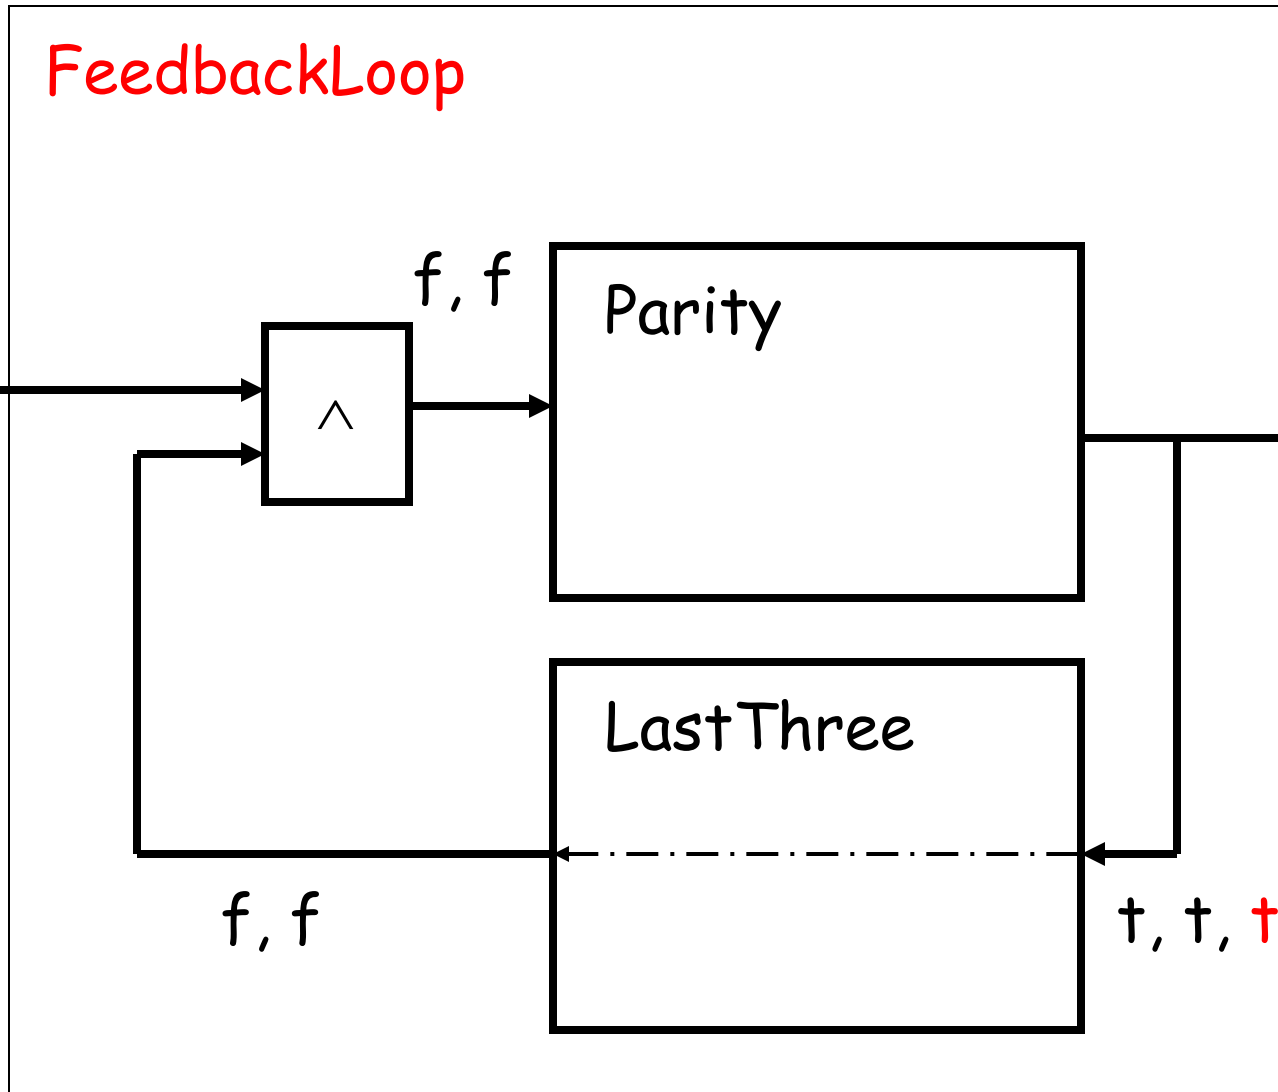 FeedbackLoop
f, f
Parity
∧
LastThree
f, f
t, t, t